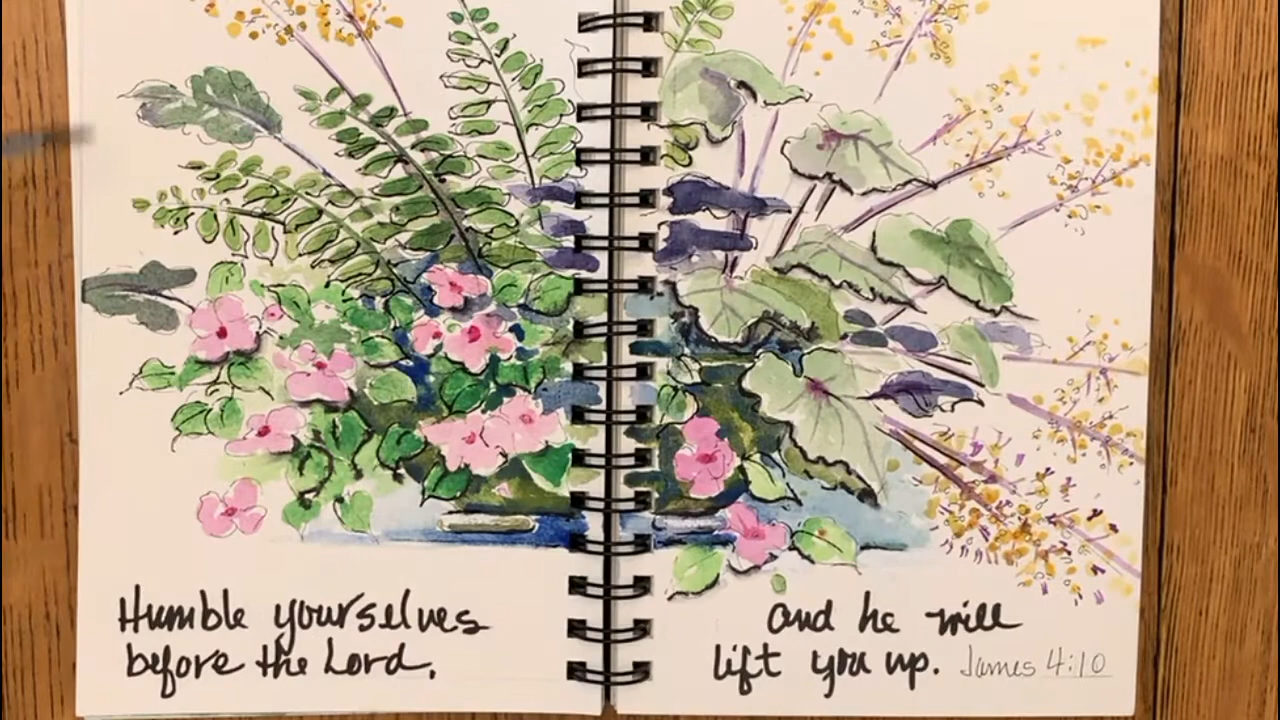 Humble yourselves
before the Lord.
and he will
lift you up. James 4:10